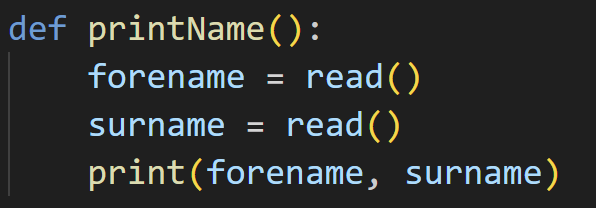 def printName():
    forename = read()
    surname = read()
    print(forename, surname)